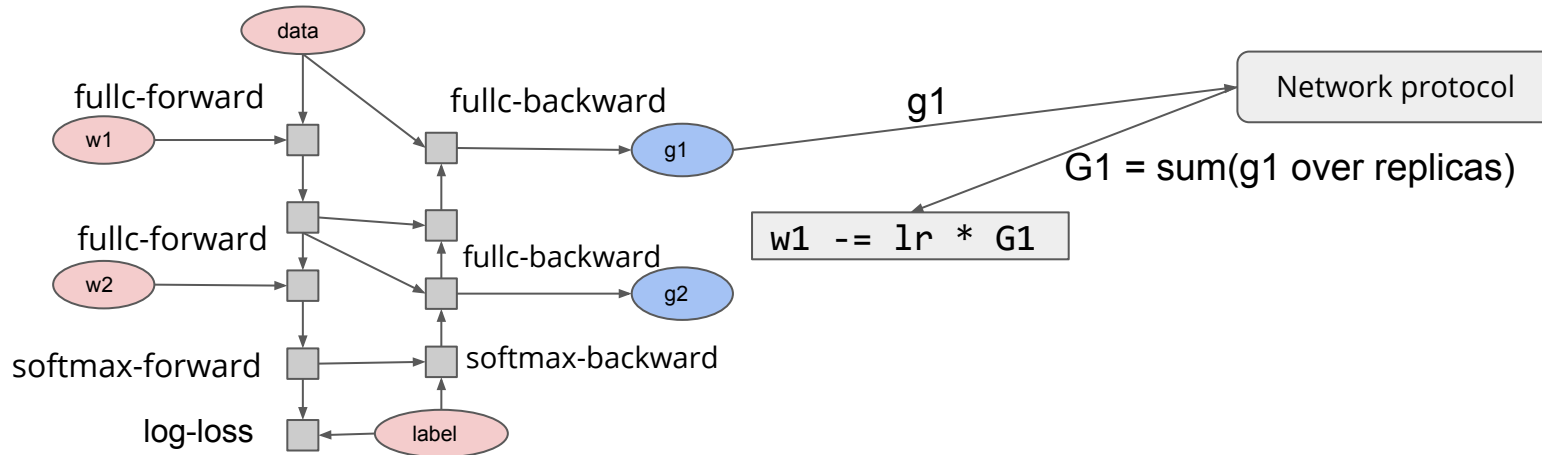 data
fullc-forward
fullc-backward
g1
Network protocol
w1
g1
G1 = sum(g1 over replicas)
w1 -= lr * G1
fullc-forward
fullc-backward
w2
g2
softmax-forward
softmax-backward
log-loss
label